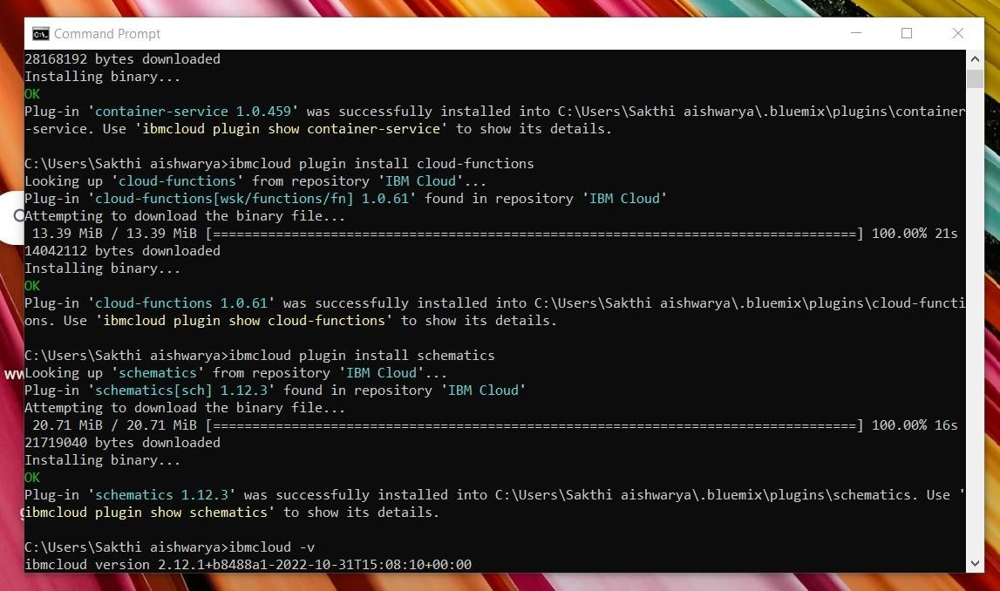 Command Prompt
28168192 bytes downloaded
Installing binary...
OK
Plug-in 'container-service 1.0.459' was successfully installed into C:\Users\Sakthi aishwarya\.bluemix\plugins\container
-service. Use 'ibmcloud plugin show container-service' to show its details.
C:\Users\Sakthi aishwarya>ibmcloud plugin install cloud-functions
Looking up 'cloud-functions' from repository 'IBM Cloud'...
Plug-in 'cloud-functions[wsk/functions/fn] 1.0.61' found in repository 'IBM Cloud'
Attempting to download the binary file...
13.39 MiB / 13.39 MiB [==================================================================================] 100.00% 21s
14042112 bytes downloaded
Installing binary...
OK
Plug-in 'cloud-functions 1.0.61' was successfully installed into C:\Users\Sakthi aishwarya\.bluemix\plugins\cloud-functi
ons. Use 'ibmcloud plugin show cloud-functions' to show its details.
C:\Users\Sakthi aishwarya>ibmcloud plugin install schematics
Looking up 'schematics' from repository 'IBM Cloud'...
Plug-in 'schematics[sch] 1.12.3' found in repository 'IBM Cloud'
Attempting to download the binary file...
20.71 MiB / 20.71 MiB [==================================================================================] 100.00% 16s
21719040 bytes downloaded
Installing binary...
OK
Plug-in 'schematics 1.12.3' was successfully installed into C:\Users\Sakthi aishwarya\.bluemix\plugins\schematics. Use '
ibmcloud plugin show schematics' to show its details.
C:\Users\Sakthi aishwarya>ibmcloud -v
ibmcloud version 2.12.1+b8488a1-2022-10-31T15:08:10+00:00